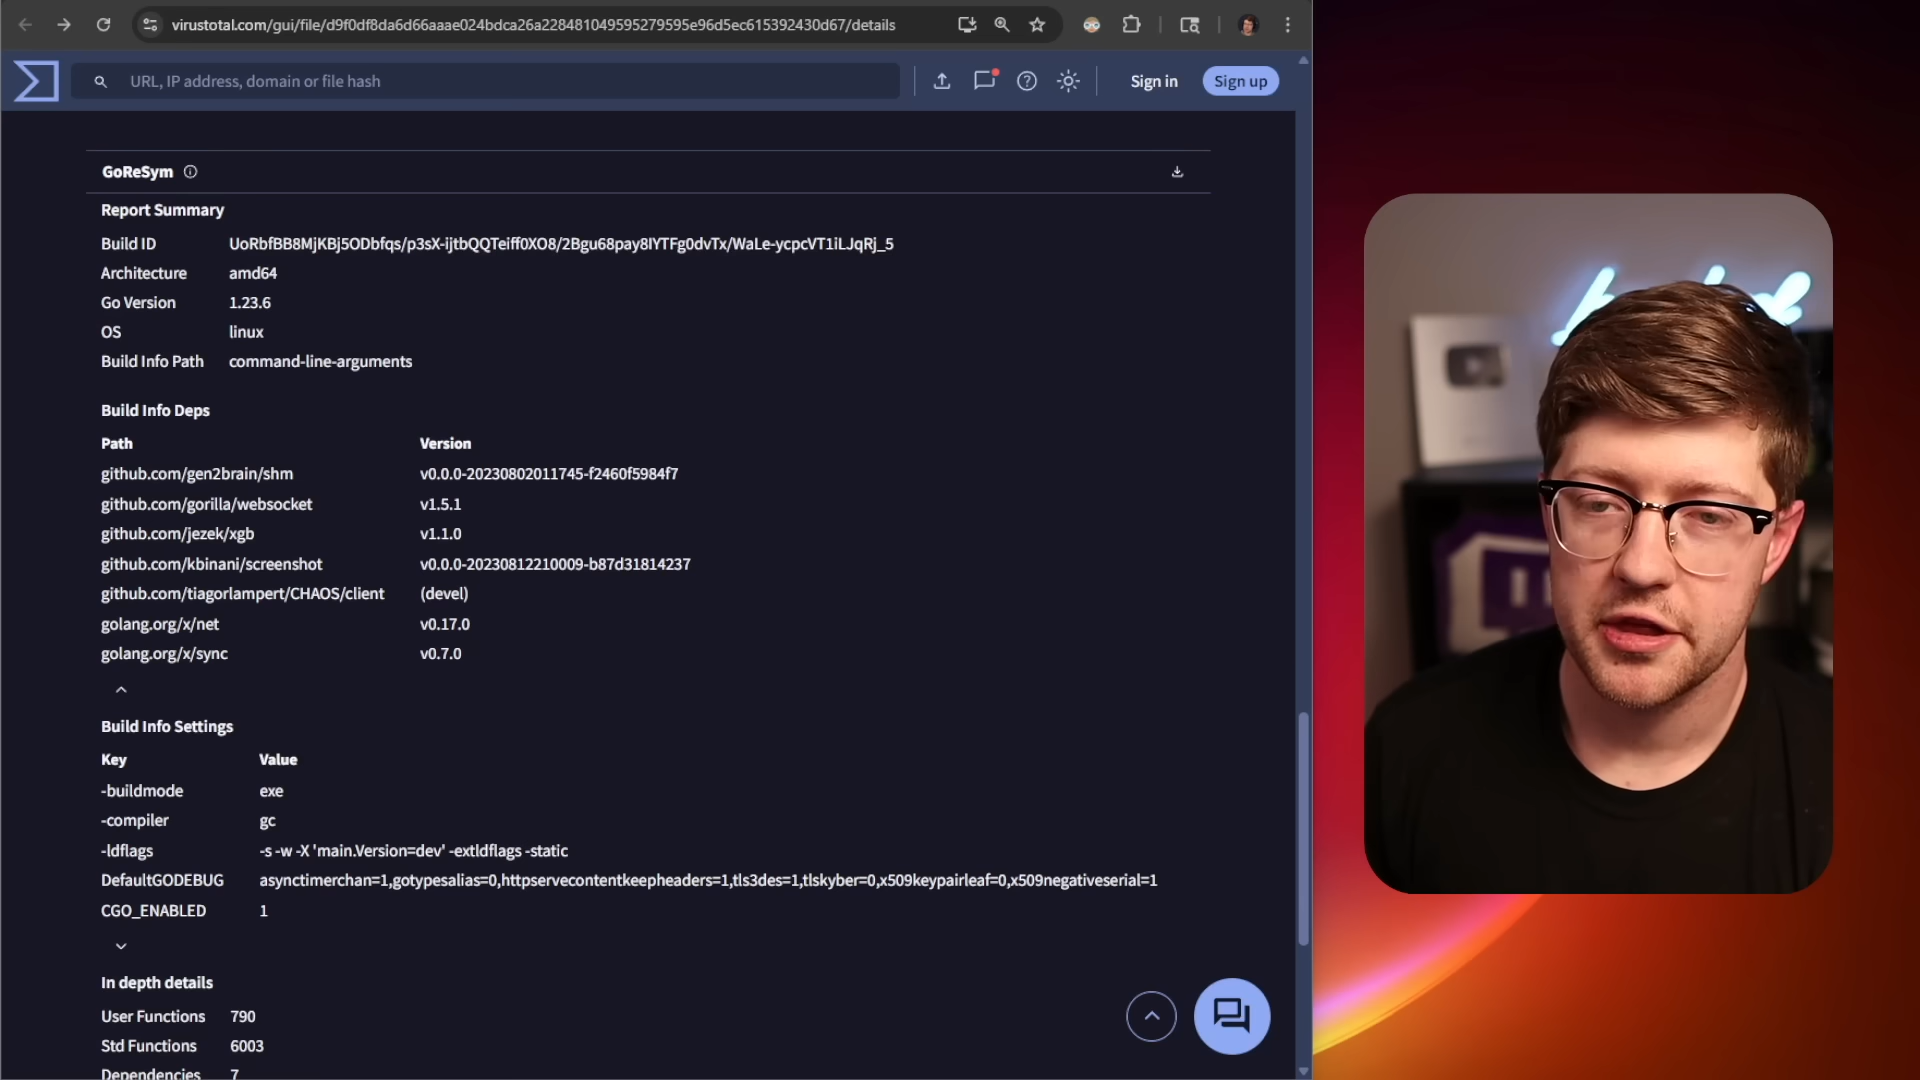 virustotal.com/gui/file/d9f0df8da6d66aaae024bdca26a228481049595279595e96d5ec615392430d67/details
URL, IP address, domain or file hash
Sign in
Sign up
GoReSym
Report Summary
Build ID UoRbfBB8MjKBj5ODbfqs/p3sX-ijtbQQTeiff0XO8/2Bgu68pay8IYTFg0dvTx/WaLe-ycpcVT1iLJqRj_5
Architecture amd64
Go Version 1.23.6
OS linux
Build Info Path command-line-arguments
Build Info Deps
Path Version
github.com/gen2brain/shm v0.0.0-20230802011745-f2460f5984f7
github.com/gorilla/websocket v1.5.1
github.com/jezek/xgb v1.1.0
github.com/kbinani/screenshot v0.0.0-20230812210009-b87d31814237
github.com/tiagorlampert/CHAOS/client (devel)
golang.org/x/net v0.17.0
golang.org/x/sync v0.7.0
Build Info Settings
Key Value
-buildmode exe
-compiler gc
-ldflags -s -w -X 'main.Version=dev' -extldflags -static
DefaultGODEBUG asynctimerchan=1,gotypesalias=0,httpservecontentkeepheaders=1,tls3des=1,tlskyber=0,x509keypairleaf=0,x509negativeserial=1
CGO_ENABLED 1
In depth details
User Functions 790
Std Functions 6003
Dependencies 7